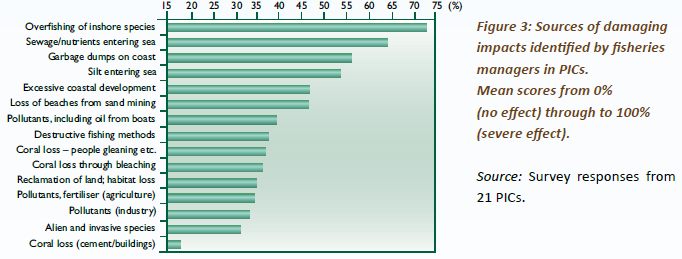 15 20 25 30 35 40 45 50 55 60 65 70 75 (%)
Overfishing of inshore species
Sewage/nutrients entering sea
Garbage dumps on coast
Silt entering sea
Excessive coastal development
Loss of beaches from sand mining
Pollutants, including oil from boats
Destructive fishing methods
Coral loss – people gleaning etc.
Coral loss through bleaching
Reclamation of land; habitat loss
Pollutants, fertiliser (agriculture)
Pollutants (industry)
Alien and invasive species
Coral loss (cement/buildings)
Figure 3: Sources of damaging
impacts identified by fisheries
managers in PICs.
Mean scores from 0%
(no effect) through to 100%
(severe effect).
Source: Survey responses from
21 PICs.